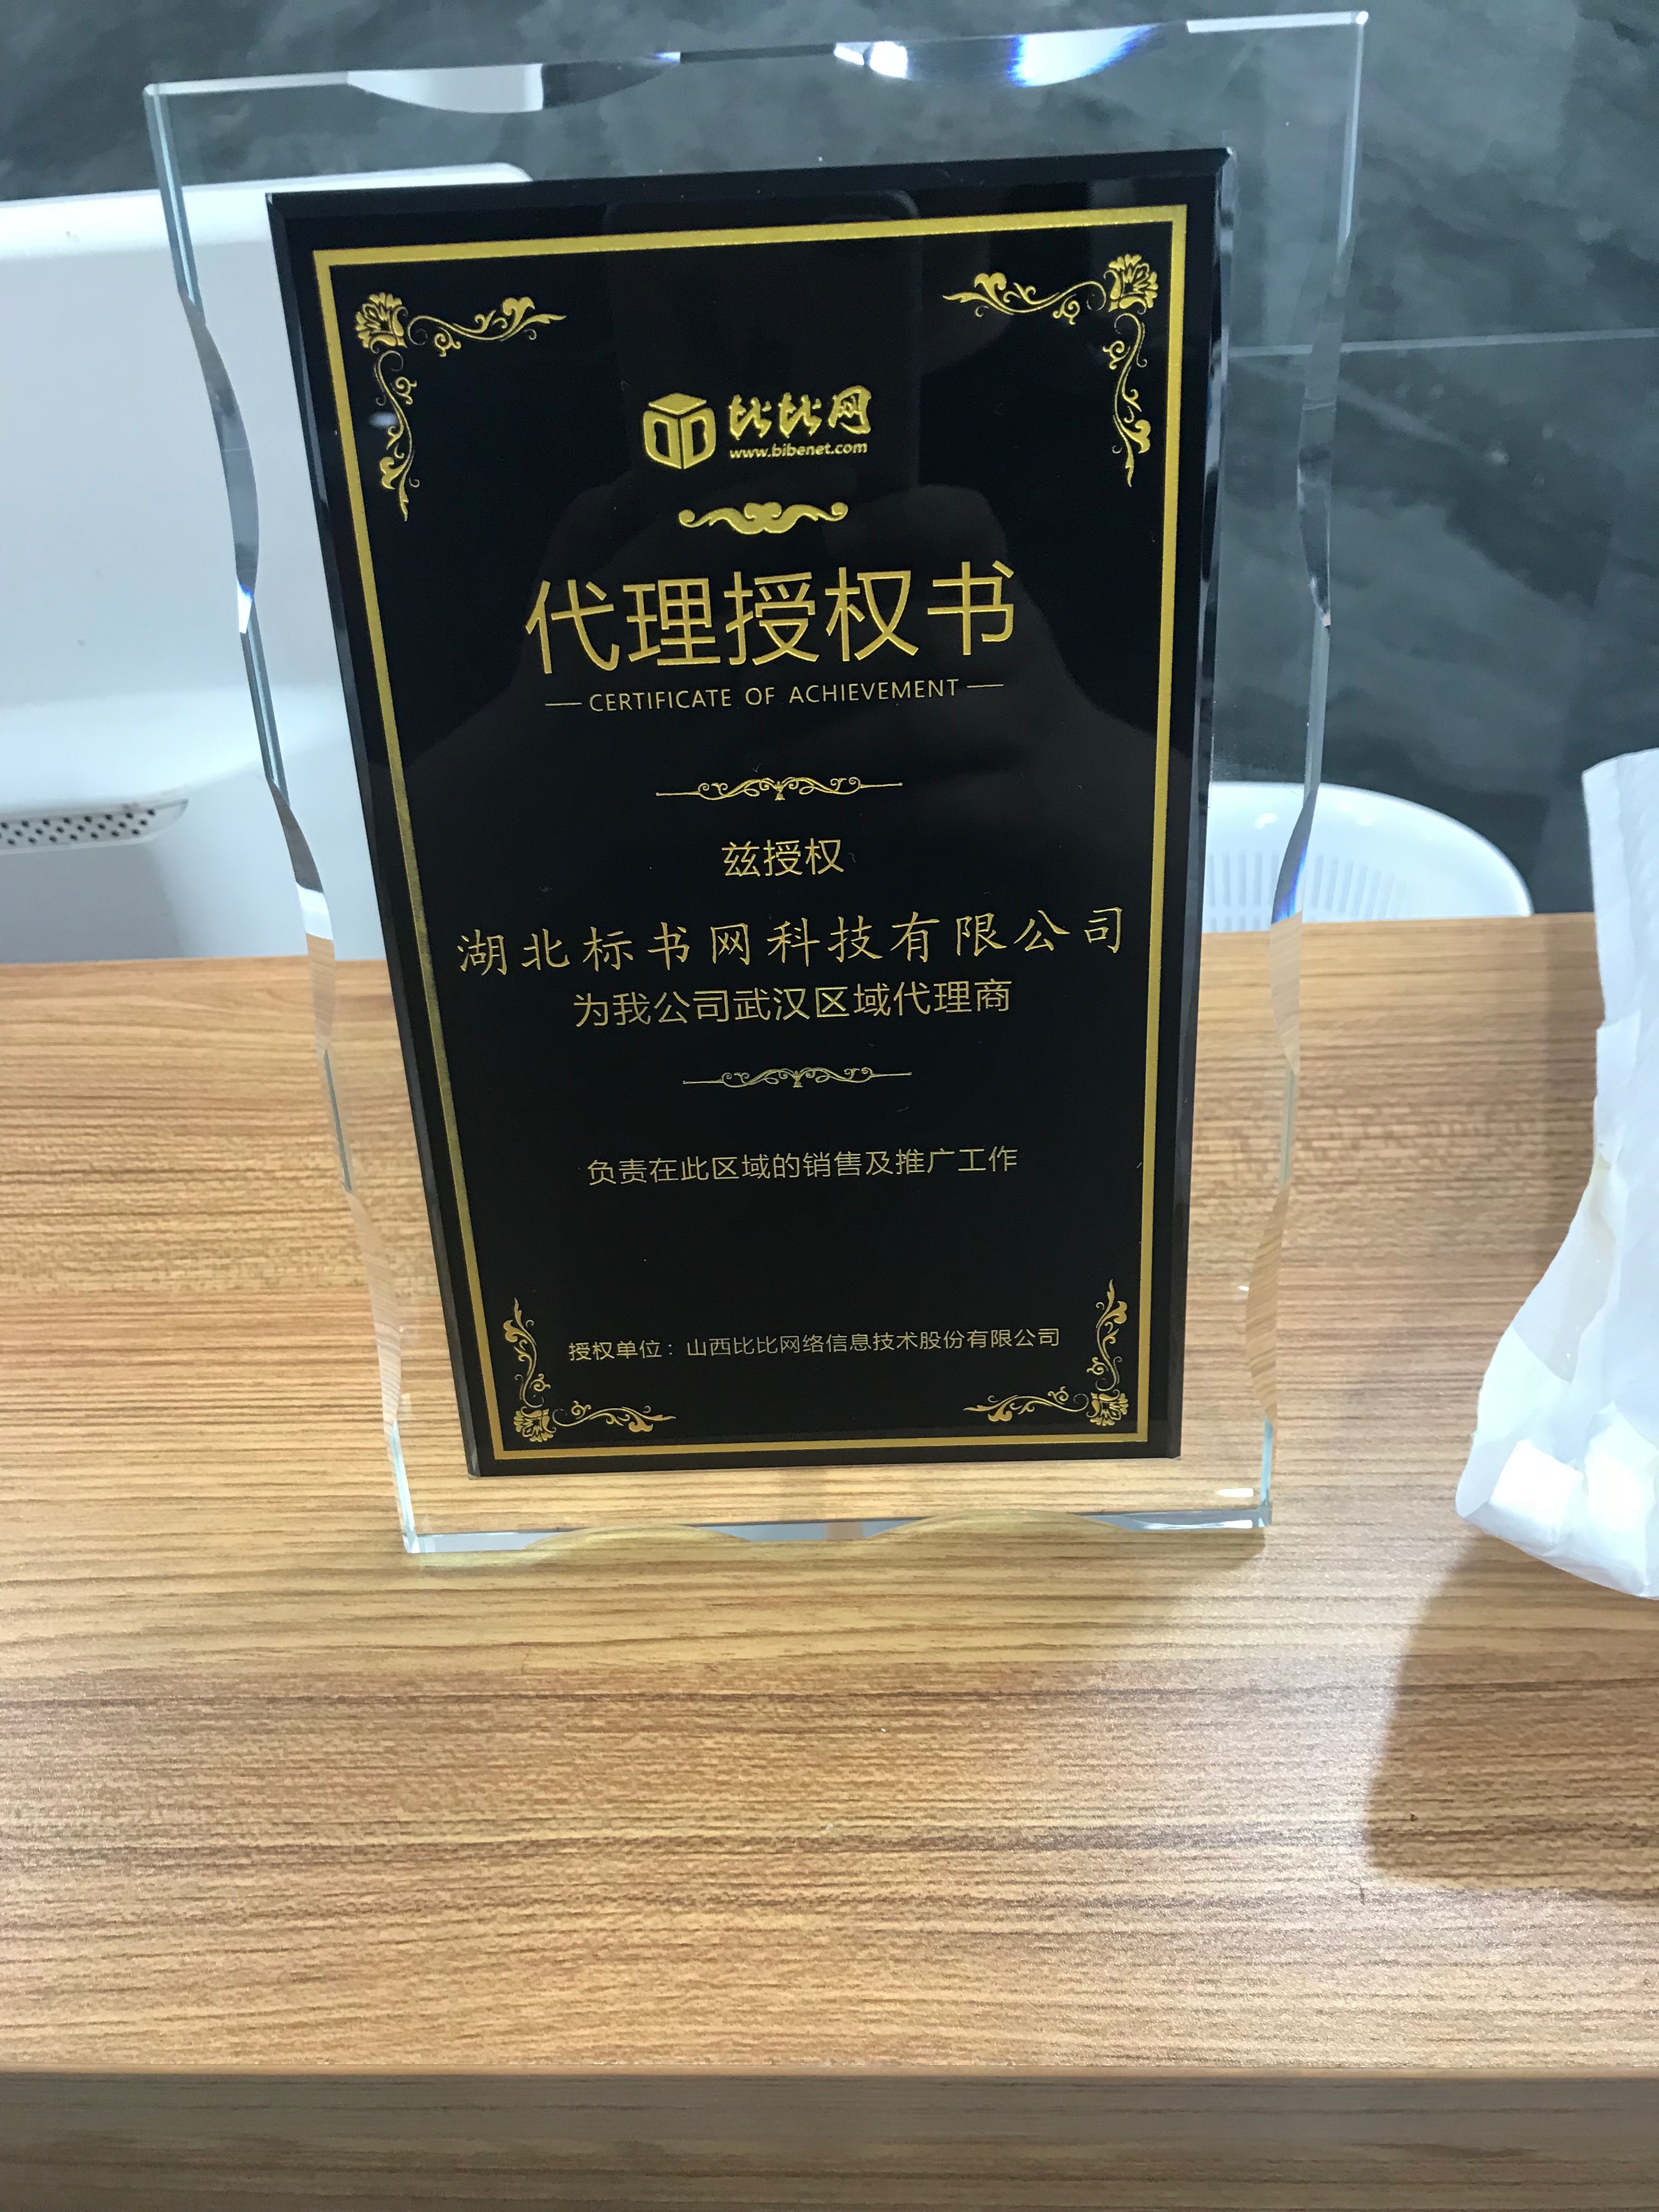 比比网
www.bibenet.com
代理授权书
CERTIFICATE OF ACHIEVEMENT
兹授权
湖北标书网科技有限公司
为我公司武汉区域代理商
负责在此区域的销售及推广工作
授权单位：山西比比网络信息技术股份有限公司